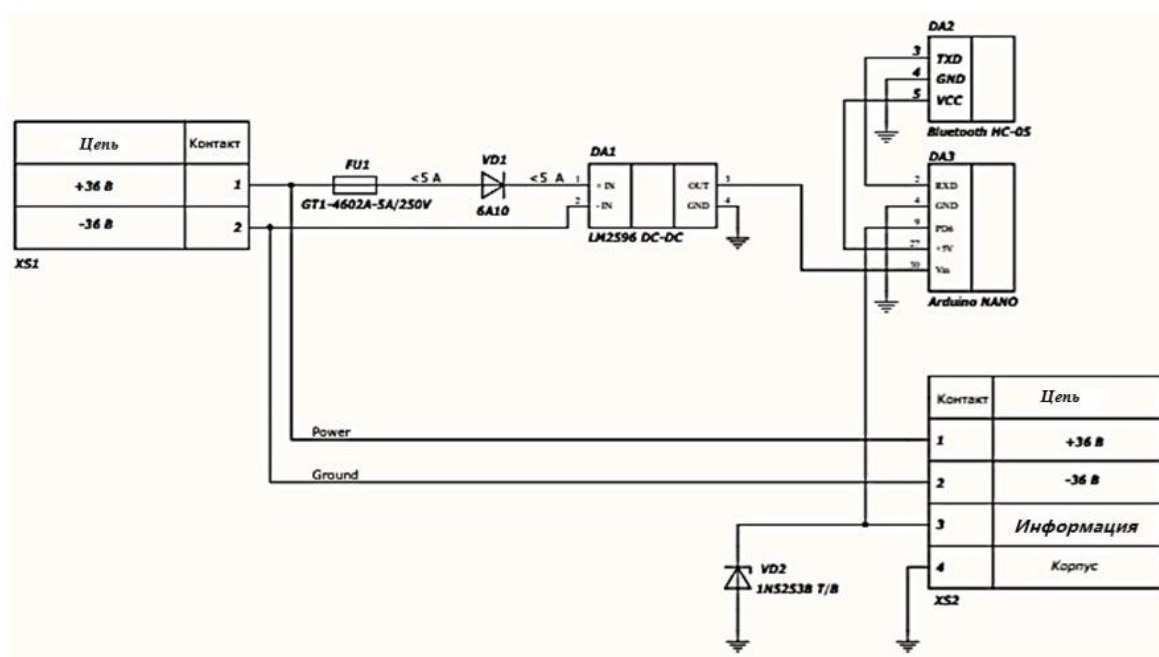 DA2
3 TXD
4 GND
5 VCC
Bluetooth HC-05
Цепь Контакт
+36 В 1
-36 В 2
XS1
FU1
<5 А
GT1-4602A-5A/250V
VD1
<5 А
6A10
DA1
1 + IN OUT 3
2 - IN GND 4
LM2596 DC-DC
DA3
2 RXD
4 GND
9 PD6
27 +5V
30 Vin
Arduino NANO
Контакт Цепь
Power
1 +36 В
Ground
2 -36 В
3 Информация
4 Корпус
XS2
VD2
1N5253B T/B